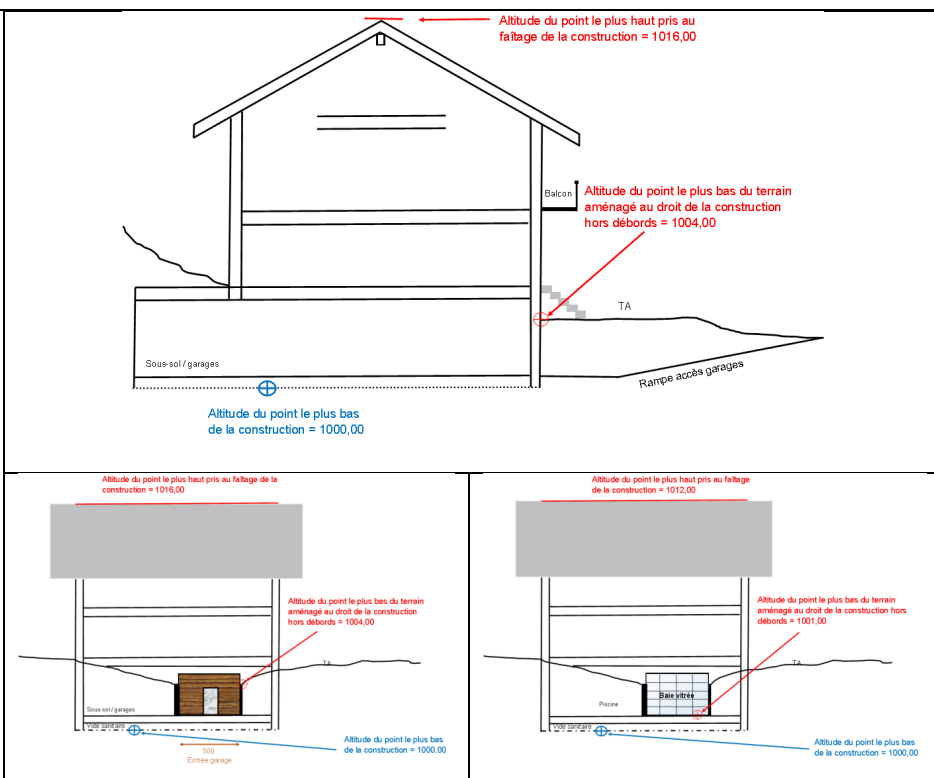 Altitude du point le plus haut pris au
faîtage de la construction = 1016,00
Balcon
Altitude du point le plus bas du terrain
aménagé au droit de la construction
hors débords = 1004,00
TA
Sous-sol / garages
Rampe accès garages
Altitude du point le plus bas
de la construction = 1000,00
Altitude du point le plus haut pris au faîtage de la
construction = 1016,00
Altitude du point le plus bas du terrain
aménagé au droit de la construction
hors débords = 1004,00
TA
Sous-sol / garages
Vide sanitaire
500
Entrée garage
Altitude du point le plus bas
de la construction = 1000,00
Altitude du point le plus haut pris au faîtage
de la construction = 1012,00
Altitude du point le plus bas du terrain
aménagé au droit de la construction hors
débords = 1001,00
TA
Baie vitrée
Piscine
Vide sanitaire
Altitude du point le plus bas
de la construction = 1000,00